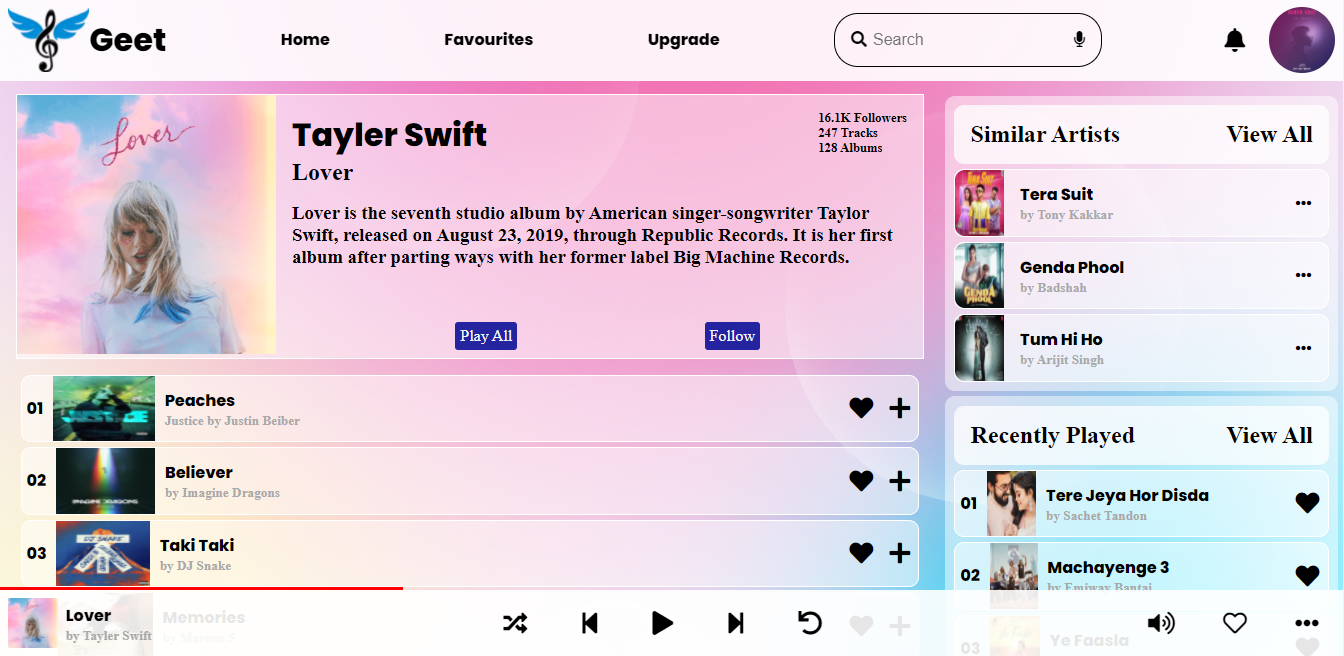 Geet
Home
Favourites
Upgrade
Search
Lover
Tayler Swift
16.1K Followers
247 Tracks
128 Albums
Lover
Lover is the seventh studio album by American singer-songwriter Taylor
Swift, released on August 23, 2019, through Republic Records. It is her first
album after parting ways with her former label Big Machine Records.
Play All
Follow
01
Peaches
Justice by Justin Beiber
02
Believer
by Imagine Dragons
03
DJ SNAKE
Taki Taki
by DJ Snake
Memories
by Maroon 5
Similar Artists
View All
Tera Suit
by Tony Kakkar
GENDA
PHOOL
Genda Phool
by Badshah
Tum Hi Ho
by Arijit Singh
Recently Played
View All
01
Tere Jeya Hor Disda
by Sachet Tandon
02
Machayenge 3
by Emiway Bantai
03
Ye Faasla
Lover
by Tayler Swift